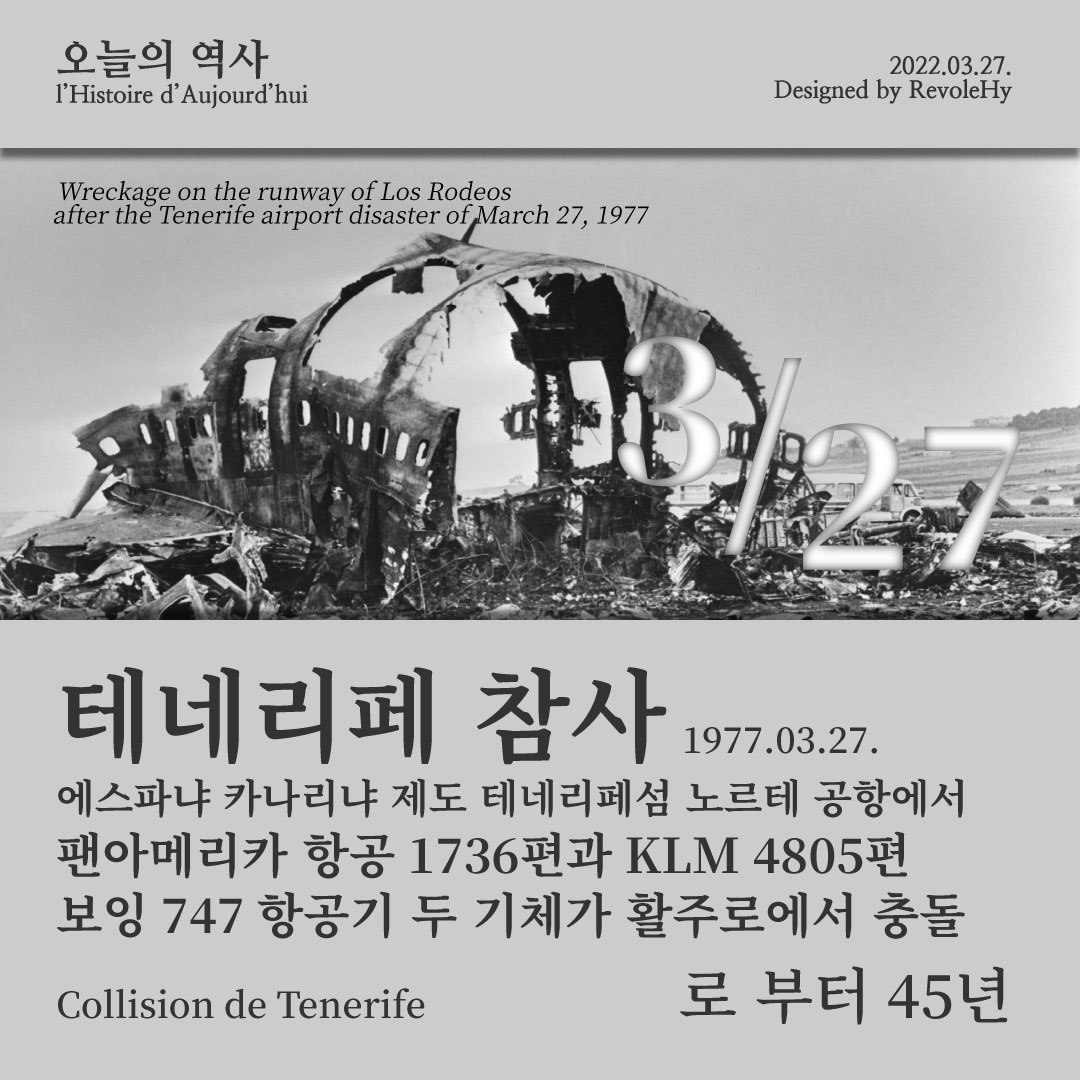 오늘의 역사
l'Histoire d'Aujourd'hui
2022.03.27.
Designed by RevoleHy
Wreckage on the runway of Los Rodeos
after the Tenerife airport disaster of March 27, 1977
3/27
테네리페 참사 1977.03.27.
에스파냐 카나리냐 제도 테네리페섬 노르테 공항에서
팬아메리카 항공 1736편과 KLM 4805편
보잉 747 항공기 두 기체가 활주로에서 충돌
로 부터 45년
Collision de Tenerife